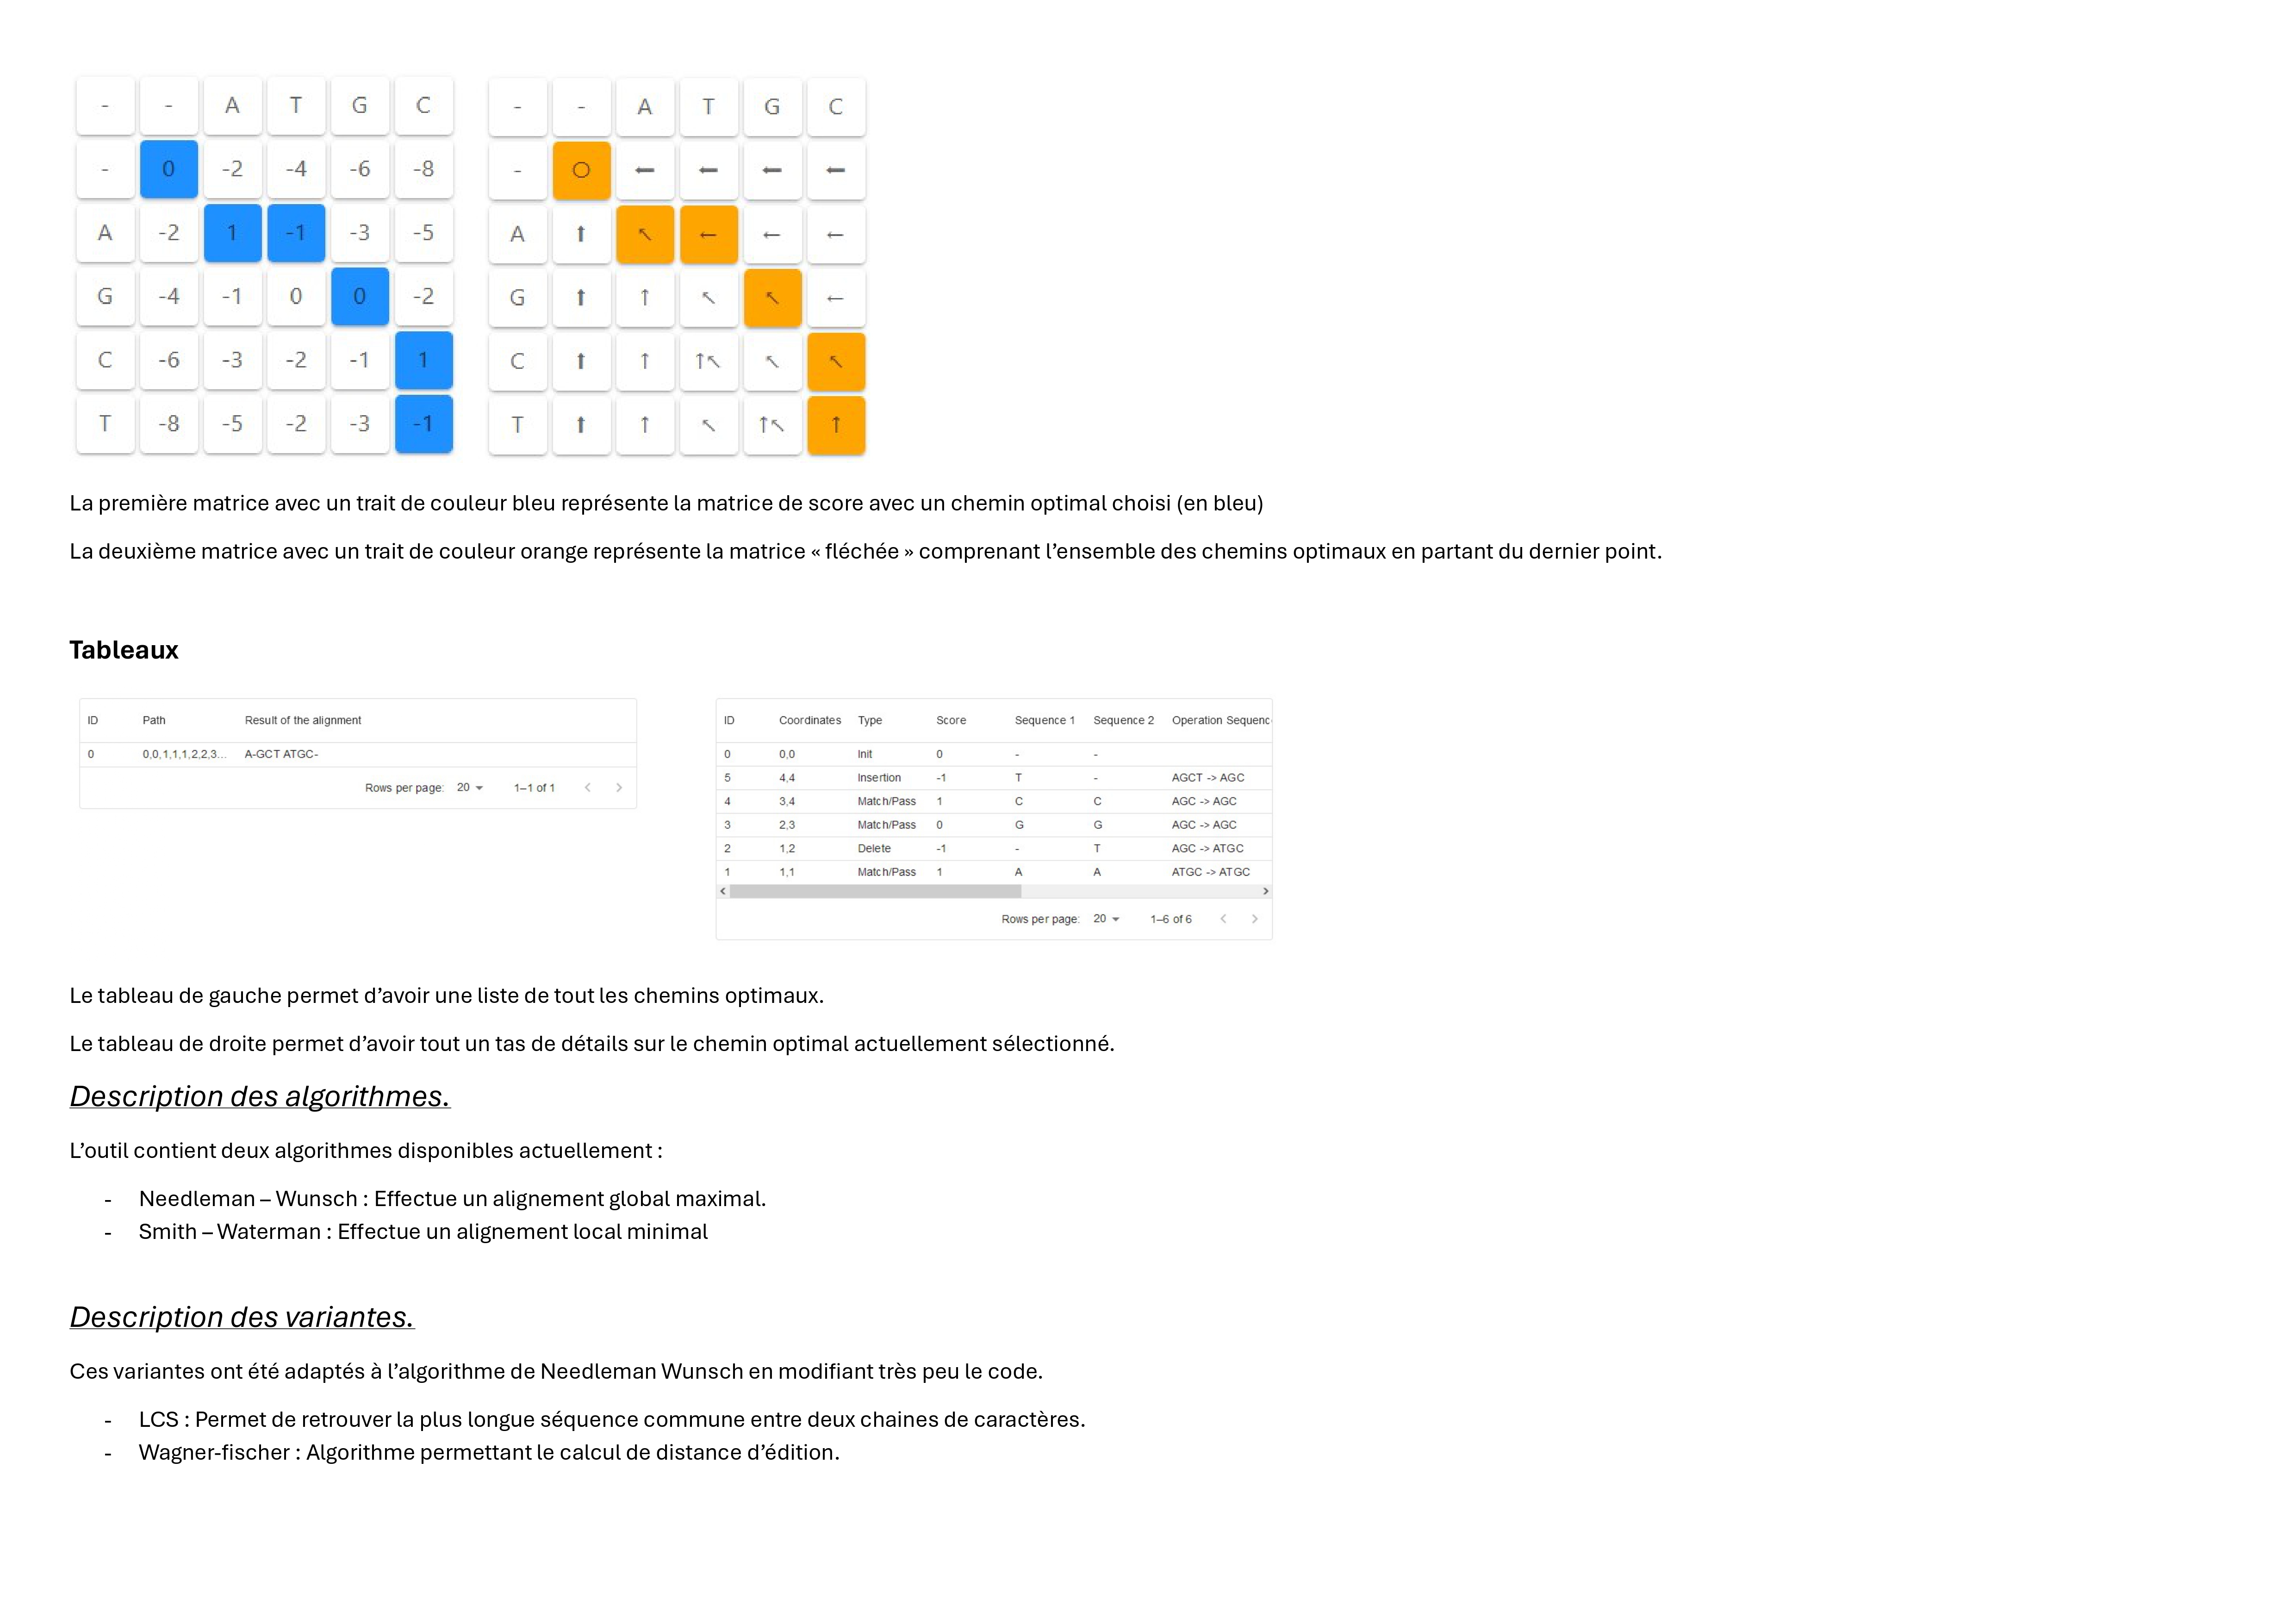 - - A T G C
- 0 -2 -4 -6 -8
A -2 1 -1 -3 -5
G -4 -1 0 0 -2
C -6 -3 -2 -1 1
T -8 -5 -2 -3 -1
- - A T G C
- ○ ← ← ← ←
A ↑ ↖ ← ← ←
G ↑ ↑ ↖ ↖ ←
C ↑ ↑ ↑↖ ↖ ↖
T ↑ ↑ ↖ ↑↖ ↑
La première matrice avec un trait de couleur bleu représente la matrice de score avec un chemin optimal choisi (en bleu)
La deuxième matrice avec un trait de couleur orange représente la matrice « fléchée » comprenant l’ensemble des chemins optimaux en partant du dernier point.
Tableaux
ID Path Result of the alignment
0 0,0,1,1,1,2,2,3... A-GCT ATGC-
Rows per page: 20 1–1 of 1
ID Coordinates Type Score Sequence 1 Sequence 2 Operation Sequenc
0 0,0 Init 0 - -
5 4,4 Insertion -1 T - AGCT -> AGC
4 3,4 Match/Pass 1 C C AGC -> AGC
3 2,3 Match/Pass 0 G G AGC -> AGC
2 1,2 Delete -1 - T AGC -> ATGC
1 1,1 Match/Pass 1 A A ATGC -> ATGC
Rows per page: 20 1–6 of 6
Le tableau de gauche permet d’avoir une liste de tout les chemins optimaux.
Le tableau de droite permet d’avoir tout un tas de détails sur le chemin optimal actuellement sélectionné.
Description des algorithmes.
L’outil contient deux algorithmes disponibles actuellement :
- Needleman – Wunsch : Effectue un alignement global maximal.
- Smith – Waterman : Effectue un alignement local minimal
Description des variantes.
Ces variantes ont été adaptés à l’algorithme de Needleman Wunsch en modifiant très peu le code.
- LCS : Permet de retrouver la plus longue séquence commune entre deux chaines de caractères.
- Wagner-fischer : Algorithme permettant le calcul de distance d’édition.